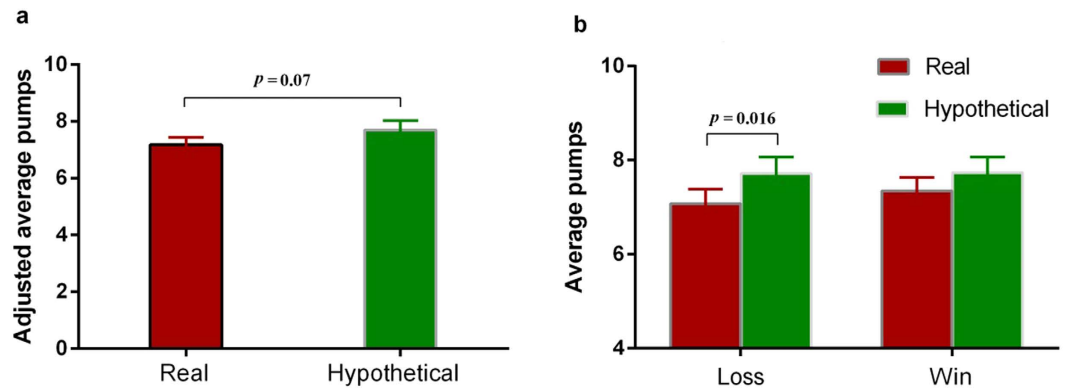 a
Adjusted average pumps
10
8
6
4
2
0
p = 0.07
Real
Hypothetical
b
Average pumps
10
8
6
4
Real
Hypothetical
p = 0.016
Loss
Win